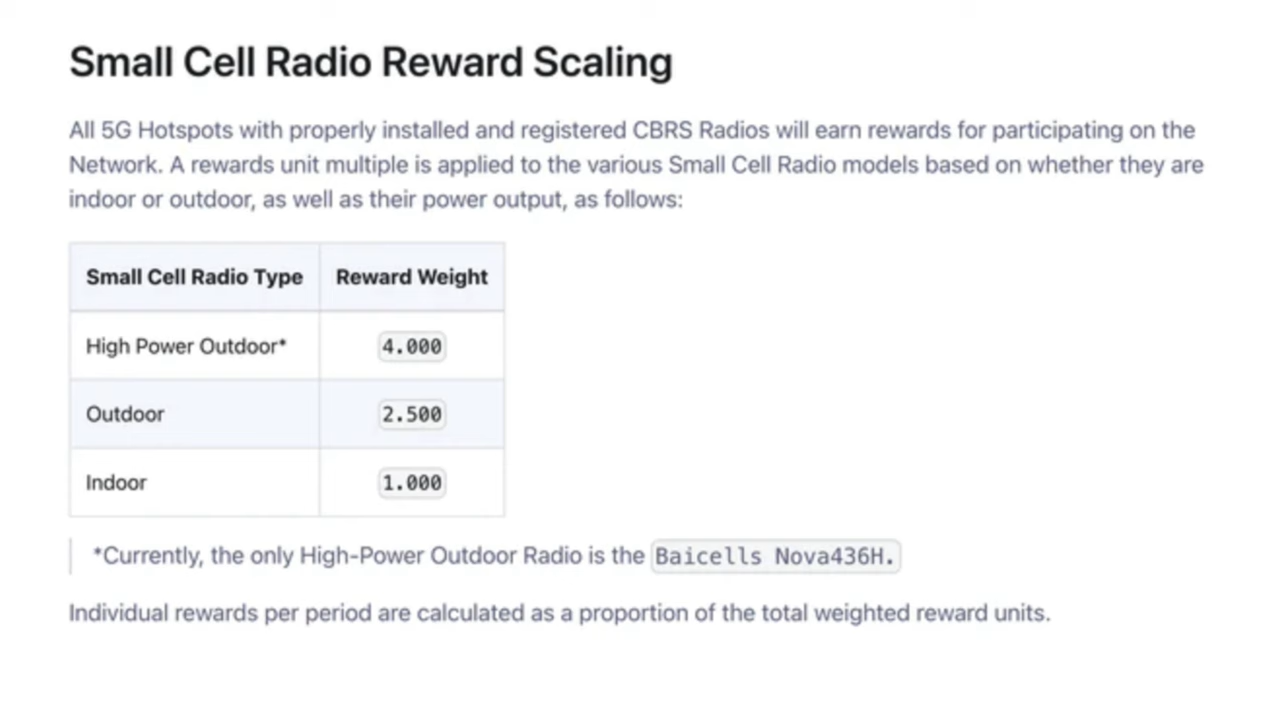 Small Cell Radio Reward Scaling
All 5G Hotspots with properly installed and registered CBRS Radios will earn rewards for participating on the
Network. A rewards unit multiple is applied to the various Small Cell Radio models based on whether they are
indoor or outdoor, as well as their power output, as follows:
Small Cell Radio Type Reward Weight
High Power Outdoor* 4.000
Outdoor 2.500
Indoor 1.000
*Currently, the only High-Power Outdoor Radio is the Baicells Nova436H.
Individual rewards per period are calculated as a proportion of the total weighted reward units.